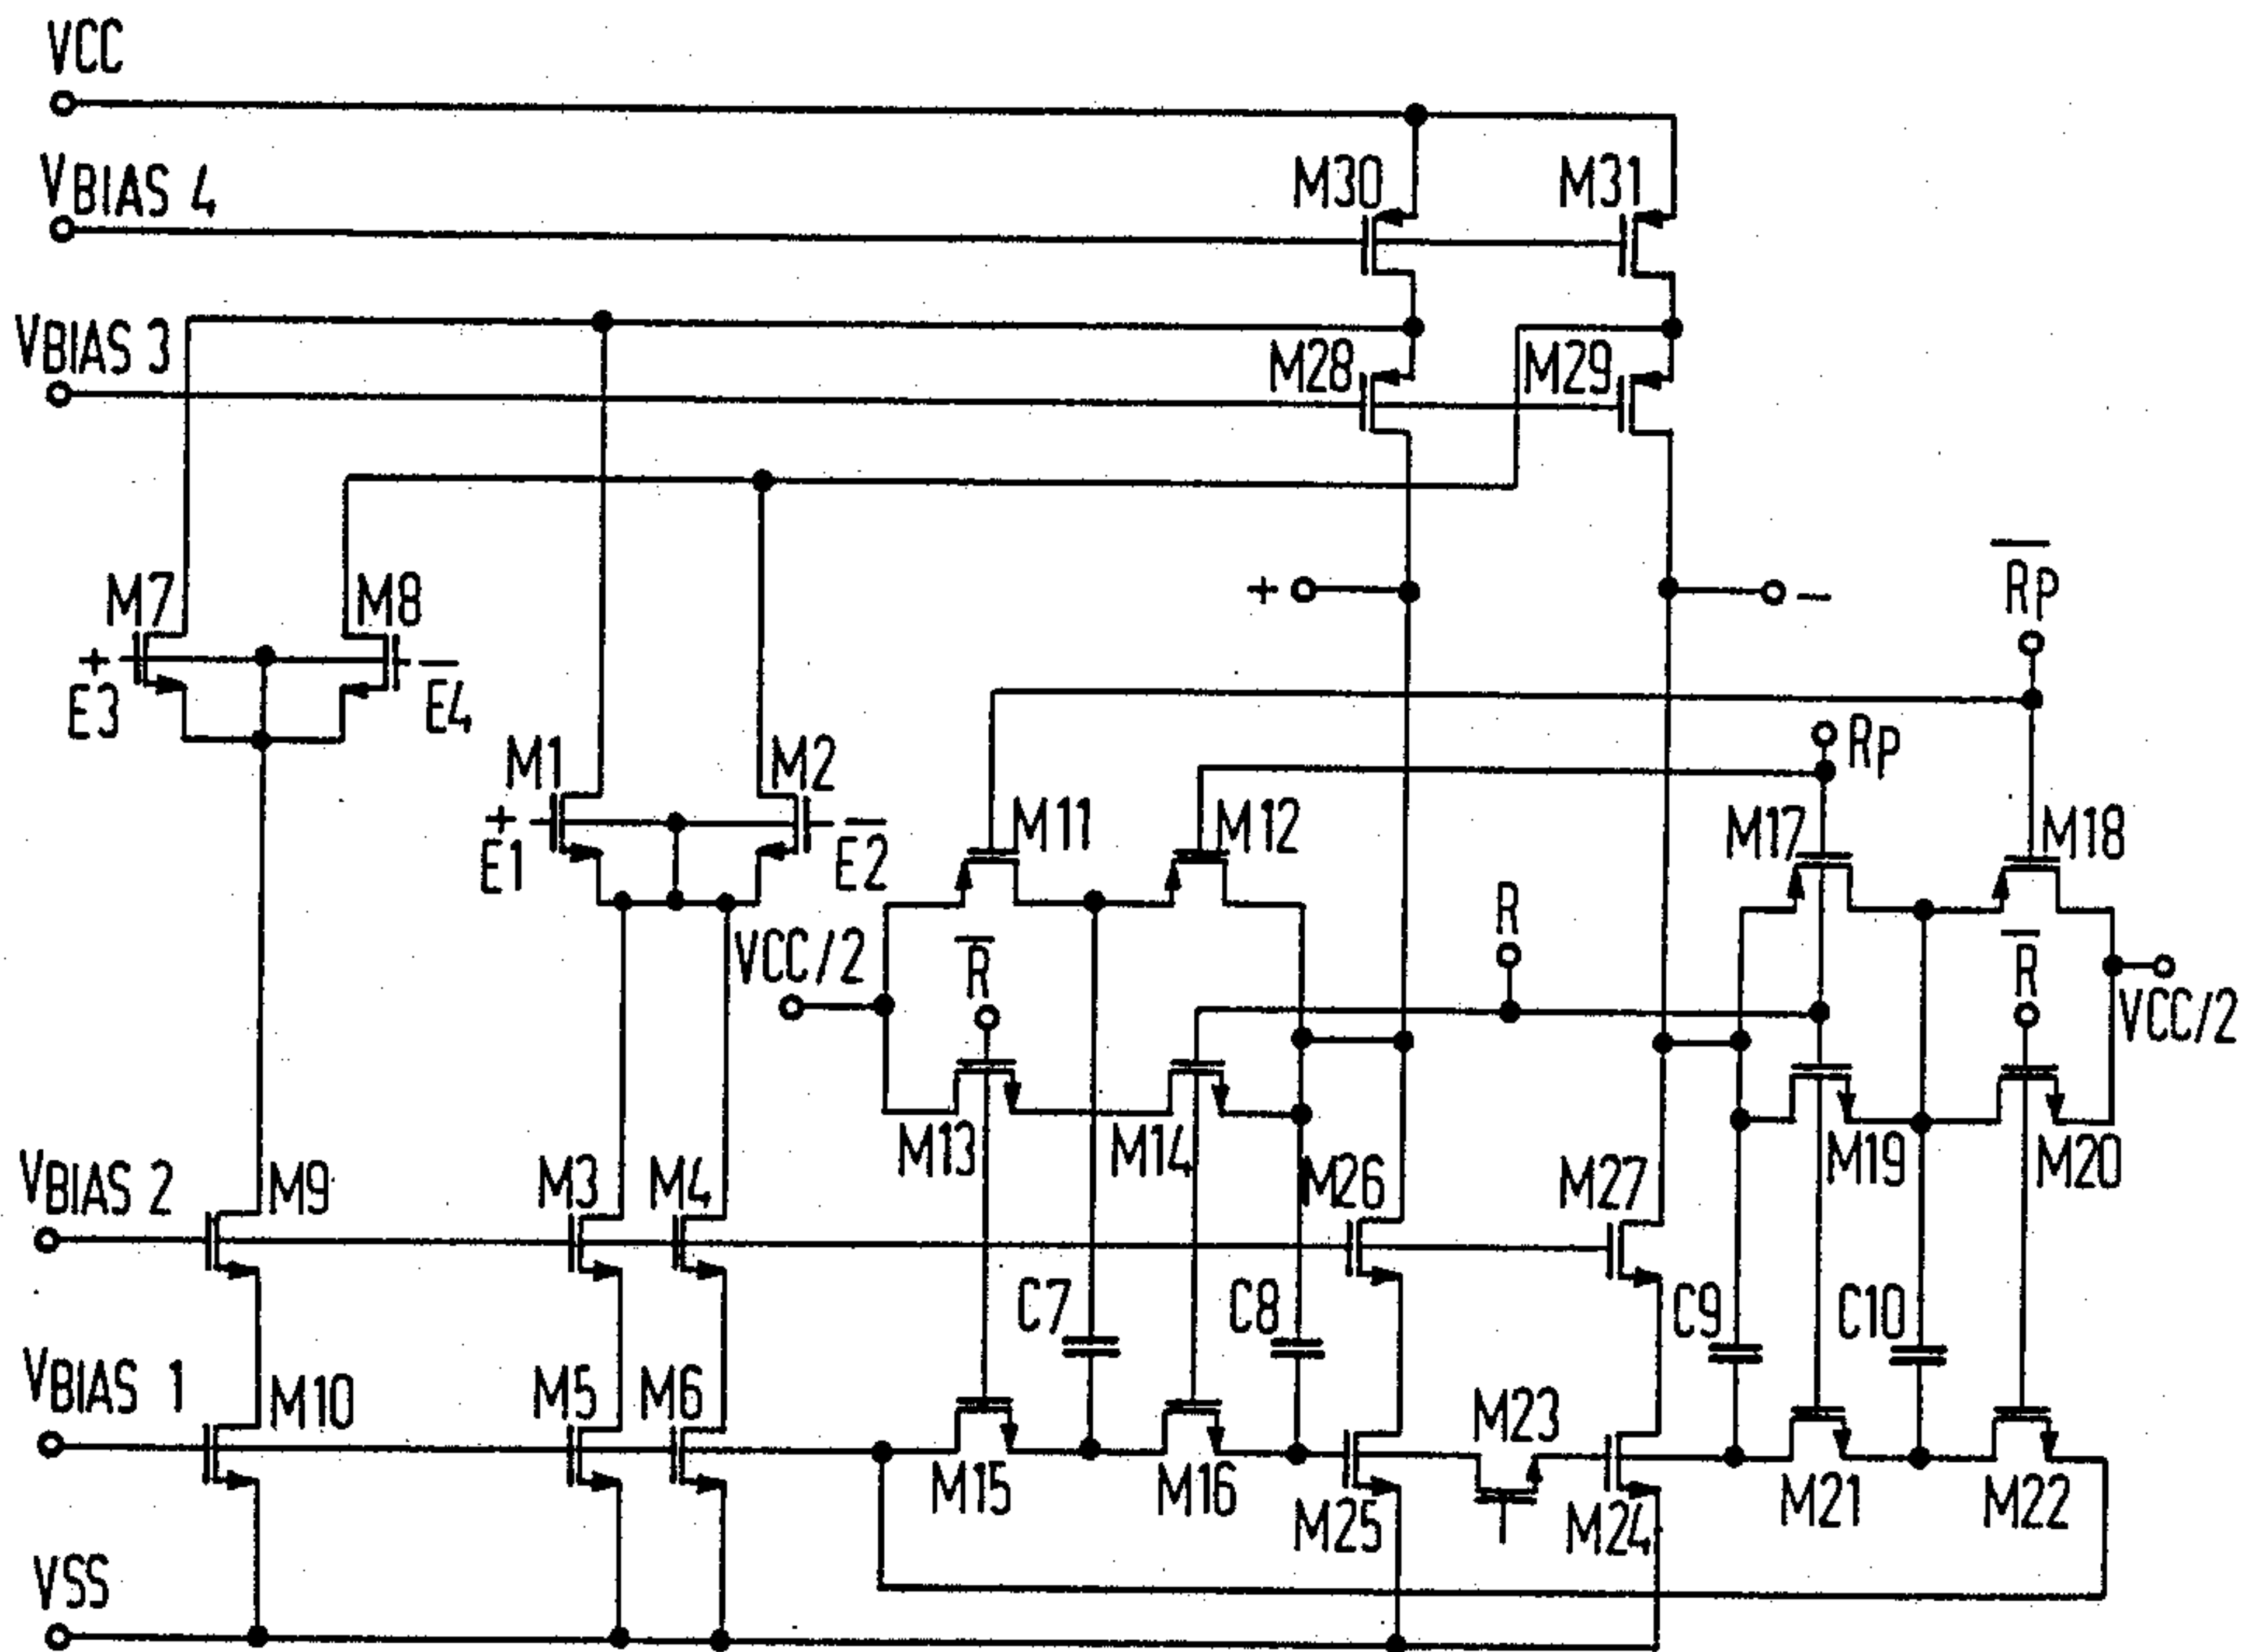 VCC
VBIAS 4
M30
M31
VBIAS 3
M28
M29
+
−
R̅P̅
M7
M8
+
E3
−
E4
RP
M1
M2
+
E1
−
E2
M11
M12
M17
M18
VCC/2
R̅
R
R̅
VCC/2
M13
M14
M19
M20
VBIAS 2
M9
M3
M4
M26
M27
C7
C8
C9
C10
VBIAS 1
M10
M5
M6
M23
M15
M16
M25
M24
M21
M22
VSS